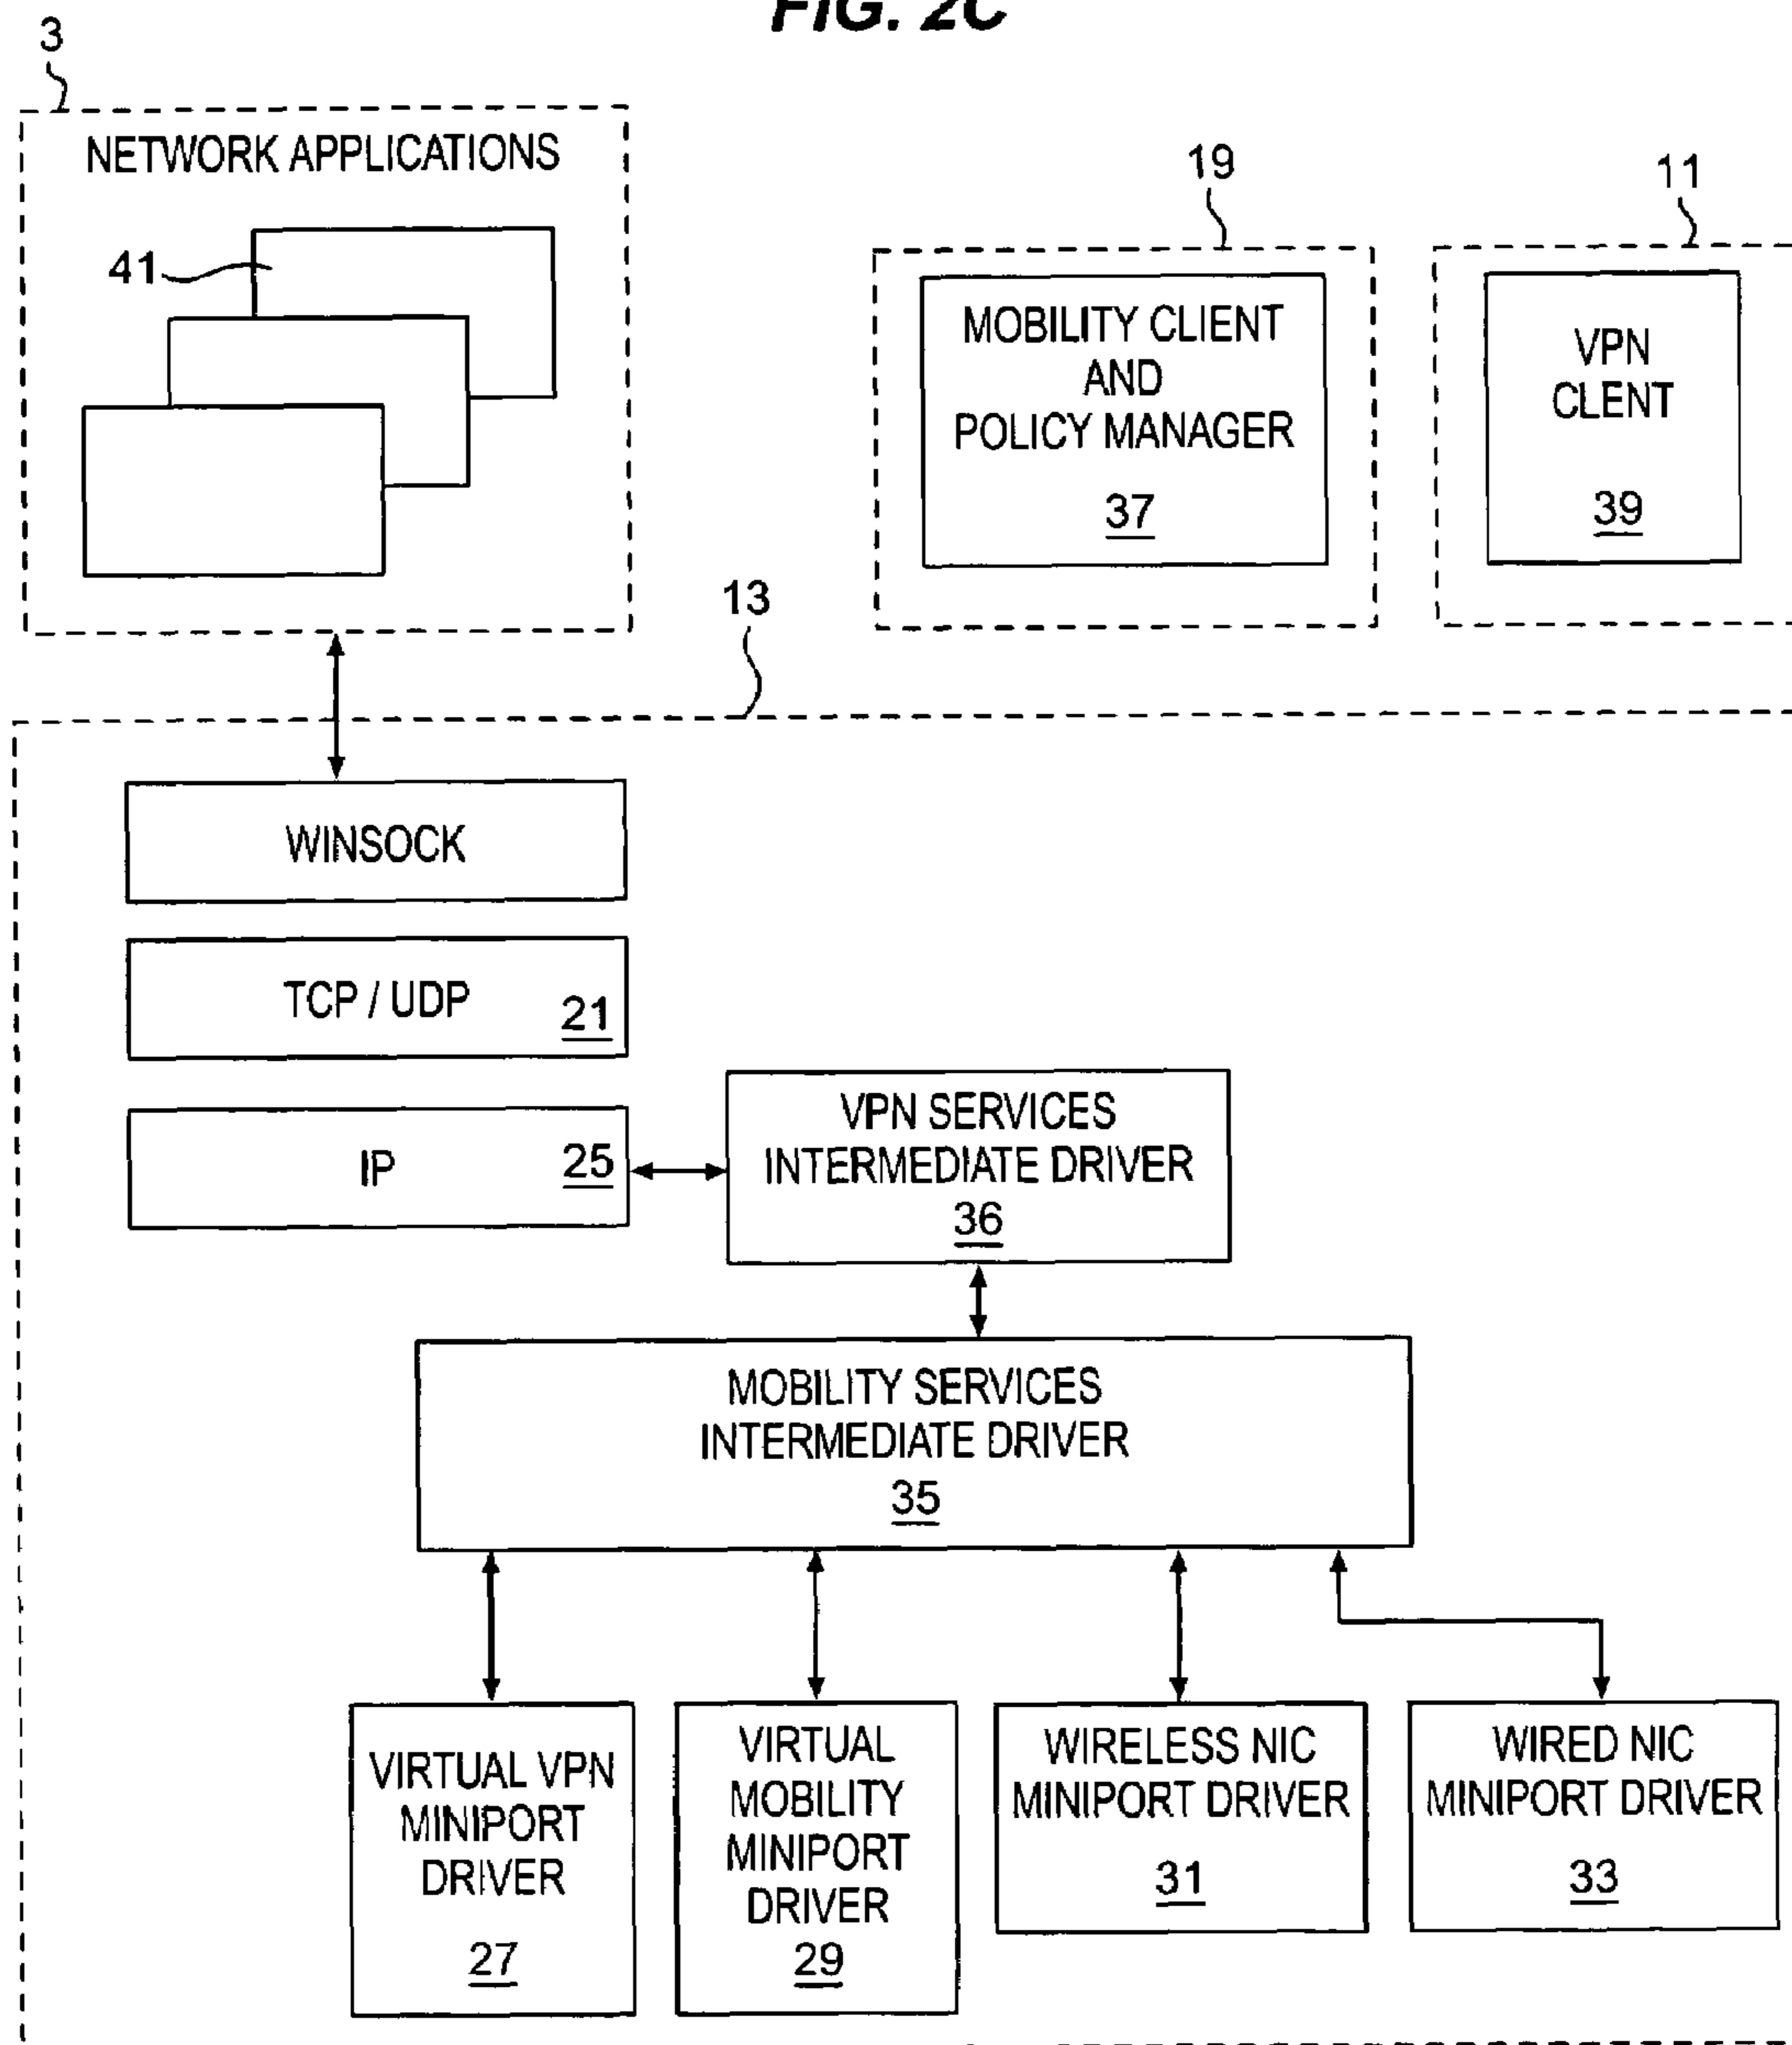 FIG. 2C
3
NETWORK APPLICATIONS
41
19
MOBILITY CLIENT
AND
POLICY MANAGER
37
11
VPN
CLENT
39
13
WINSOCK
TCP / UDP
21
IP
25
VPN SERVICES
INTERMEDIATE DRIVER
36
MOBILITY SERVICES
INTERMEDIATE DRIVER
35
VIRTUAL VPN
MINIPORT
DRIVER
27
VIRTUAL
MOBILITY
MINIPORT
DRIVER
29
WIRELESS NIC
MINIPORT DRIVER
31
WIRED NIC
MINIPORT DRIVER
33